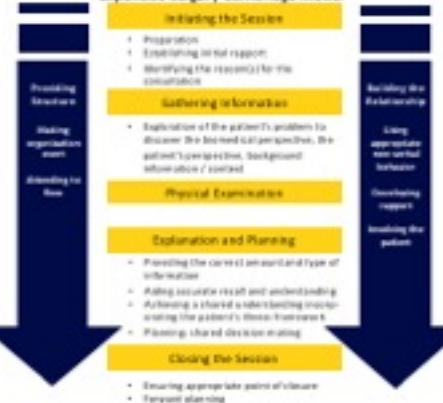 Initiating the Session
• Preparation
• Establishing initial rapport
• Identifying the reason(s) for the
consultation
Providing
Structure
Making
organisation
overt
Attending to
flow
Gathering Information
• Exploration of the patient's problem to
discover the biomedical perspective, the
patient's perspective, background
information / context
Physical Examination
Explanation and Planning
• Providing the correct amount and type of
information
• Aiding accurate recall and understanding
• Achieving a shared understanding: incorp-
orating the patient's illness framework
• Planning: shared decision making
Closing the Session
• Ensuring appropriate point of closure
• Forward planning
Building the
Relationship
Using
appropriate
non-verbal
behavior
Developing
rapport
Involving the
patient